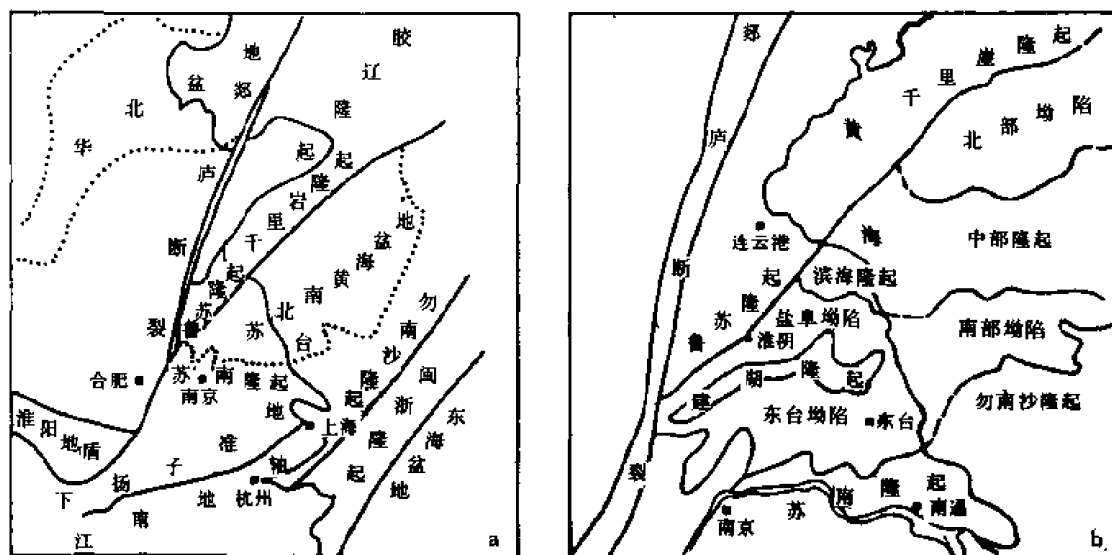 华北盆地
郯庐断裂
胶辽隆起
千里岩隆起
鲁苏隆起
苏北
南黄海盆地
苏南隆起
勿南沙隆起
闽浙隆起
东海盆地
合肥
南京
上海
杭州
淮阳地盾
下扬子准地台
江南地轴
a
郯庐断裂
千里崖隆起
黄海
北部坳陷
连云港
中部隆起
滨海隆起
鲁苏隆起
盐阜坳陷
南部坳陷
淮阴
建胡隆起
勿南沙隆起
东台坳陷
东台
苏南隆起
南通
南京
b